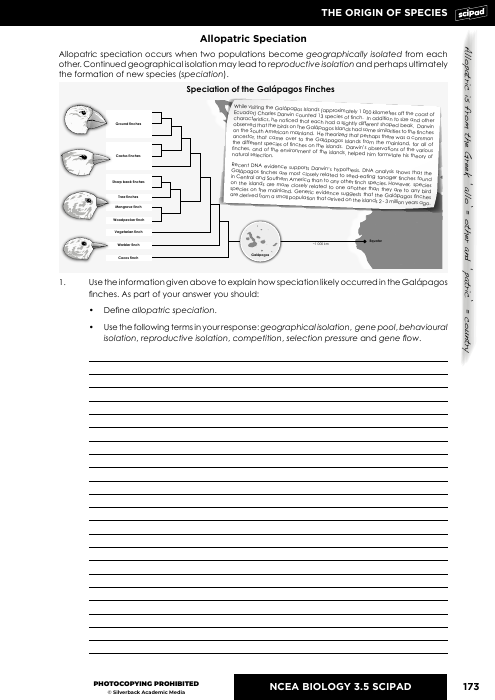 THE ORIGIN OF SPECIES
scipad
Allopatric Speciation
Allopatric speciation occurs when two populations become geographically isolated from each
other. Continued geographical isolation may lead to reproductive isolation and perhaps ultimately
the formation of new species (speciation).
Speciation of the Galápagos Finches
While visiting the Galápagos Islands (approximately 1 000 kilometres off the coast of
Ecuador) Charles Darwin counted 13 species of finch. In addition to size and other
characteristics, he noticed that each had a slightly different shaped beak. Darwin
observed that the birds on the Galápagos Islands had some similarities to the finches
on the South American mainland. He theorized that perhaps there was a common
ancestor, that came over to the Galápagos Islands from the mainland, for all of
the different species of finches on the islands. Darwin's observations of the various
finches, and of the environment of the islands, helped him formulate his theory of
natural selection.
Recent DNA evidence supports Darwin's hypothesis. DNA analysis shows that the
Galápagos finches are most closely related to seed-eating tanager finches found
in Central and Southern America than to any other finch species. However, species
on the islands are more closely related to one another than they are to any bird
species on the mainland. Genetic evidence suggests that the Galápagos finches
are derived from a small population that arrived on the islands 2 - 3 million years ago.
Ground finches
Cactus finches
Sharp beak finches
Tree finches
Mangrove finch
Woodpecker finch
Vegetarian finch
Warbler finch
Cocos finch
Galápagos
~1 000 km
Ecuador
Allopatric is from the Greek, 'allo' = other and 'patric' = country
1. Use the information given above to explain how speciation likely occurred in the Galápagos
finches. As part of your answer you should:
• Define allopatric speciation.
• Use the following terms in your response: geographical isolation, gene pool, behavioural
isolation, reproductive isolation, competition, selection pressure and gene flow.
PHOTOCOPYING PROHIBITED
© Silverback Academic Media
NCEA BIOLOGY 3.5 SCIPAD
173